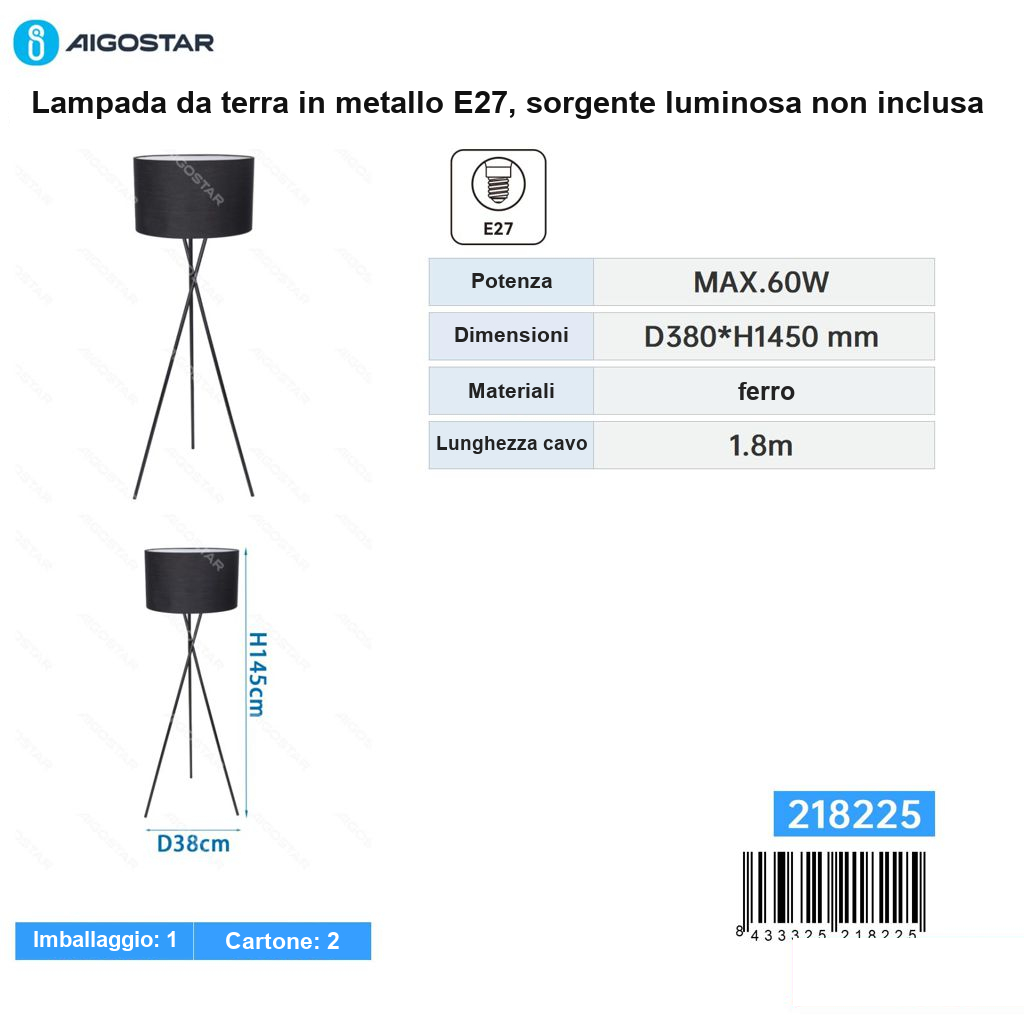 AIGOSTAR
Lampada da terra in metallo E27, sorgente luminosa non inclusa
E27
Potenza MAX.60W
Dimensioni D380*H1450 mm
Materiali ferro
Lunghezza cavo 1.8m
H145cm
D38cm
218225
8 433325 218225
Imballaggio: 1 Cartone: 2